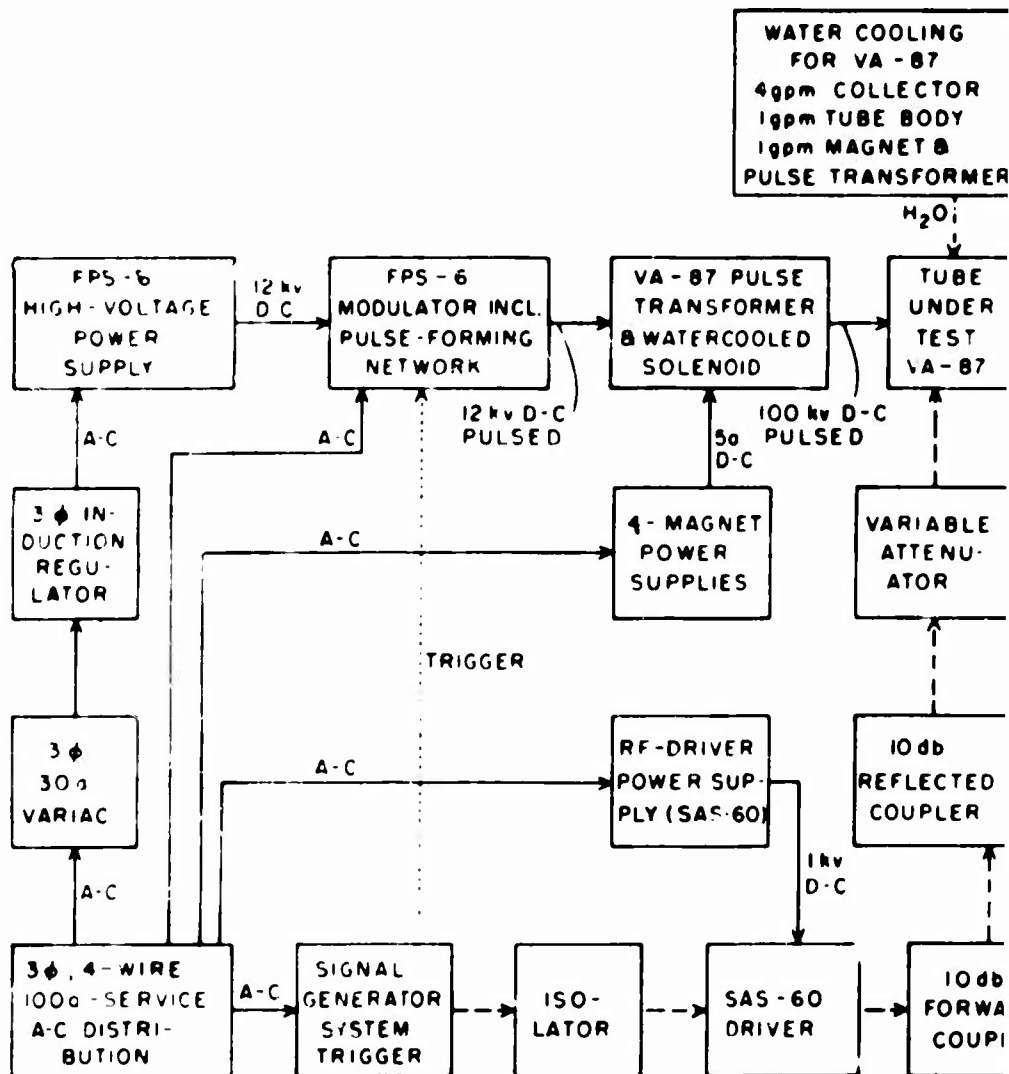 WATER COOLING
FOR VA-87
4gpm COLLECTOR
1gpm TUBE BODY
1gpm MAGNET &
PULSE TRANSFORMER
H₂O
FPS-6
HIGH-VOLTAGE
POWER
SUPPLY
12 kv
D C
FPS-6
MODULATOR INCL.
PULSE-FORMING
NETWORK
12 kv D-C
PULSED
VA-87 PULSE
TRANSFORMER
& WATERCOOLED
SOLENOID
100 kv D-C
PULSED
TUBE
UNDER
TEST
VA-87
A-C
A-C
5a
D-C
3 ϕ IN-
DUCTION
REGU-
LATOR
A-C
4-MAGNET
POWER
SUPPLIES
VARIABLE
ATTENU-
ATOR
TRIGGER
3 ϕ
30a
VARIAC
A-C
RF-DRIVER
POWER SUP-
PLY (SAS-60)
10db
REFLECTED
COUPLER
A-C
1 kv
D-C
3ϕ, 4-WIRE
100a-SERVICE
A-C DISTRI-
BUTION
A-C
SIGNAL
GENERATOR
SYSTEM
TRIGGER
ISO-
LATOR
SAS-60
DRIVER
10db